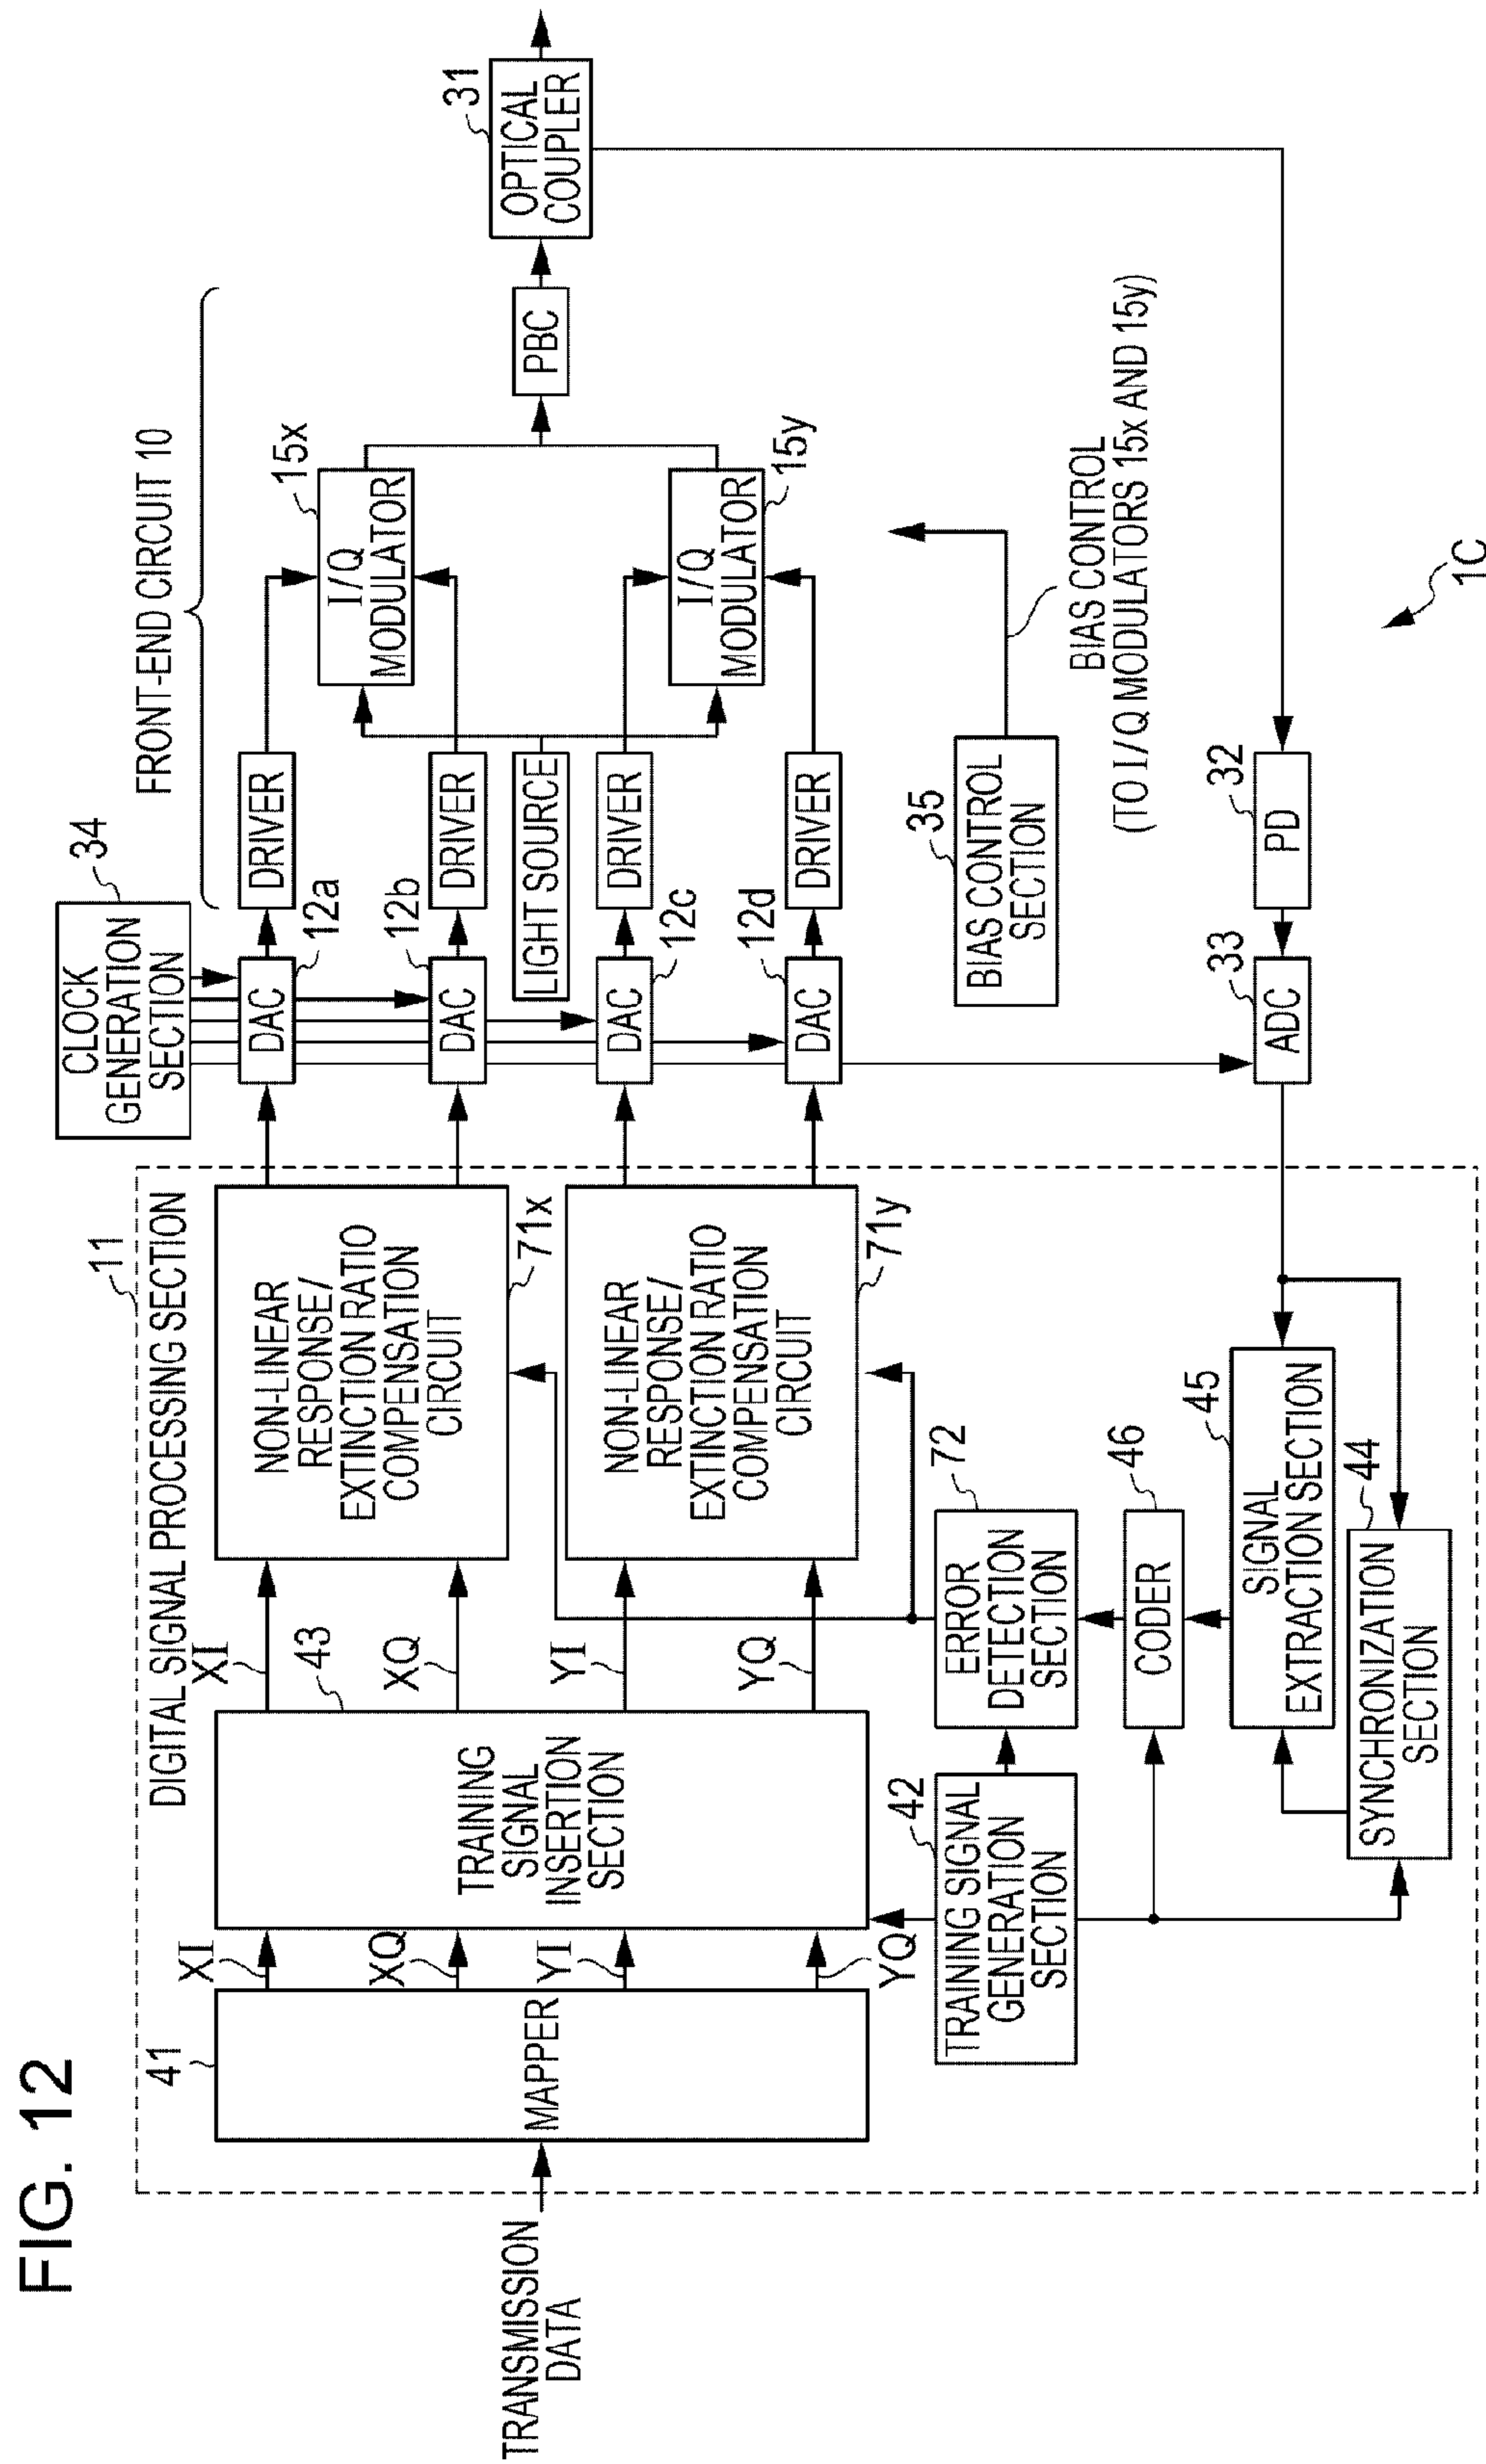 FIG. 12
TRANSMISSION
DATA
11
DIGITAL SIGNAL PROCESSING SECTION
41
MAPPER
XI
XQ
YI
YQ
TRAINING
SIGNAL
INSERTION
SECTION
43
XI
XQ
YI
YQ
NON-LINEAR
RESPONSE/
EXTINCTION RATIO
COMPENSATION
CIRCUIT
71x
NON-LINEAR
RESPONSE/
EXTINCTION RATIO
COMPENSATION
CIRCUIT
71y
42
TRAINING SIGNAL
GENERATION
SECTION
72
ERROR
DETECTION
SECTION
46
CODER
45
SIGNAL
EXTRACTION SECTION
44
SYNCHRONIZATION
SECTION
34
CLOCK
GENERATION
SECTION
DAC
12a
DAC
12b
DAC
12c
DAC
12d
FRONT-END CIRCUIT 10
DRIVER
DRIVER
LIGHT SOURCE
DRIVER
DRIVER
15x
I/Q
MODULATOR
15y
I/Q
MODULATOR
PBC
31
OPTICAL
COUPLER
35
BIAS CONTROL
SECTION
BIAS CONTROL
(TO I/Q MODULATORS 15x AND 15y)
33
ADC
32
PD
1C